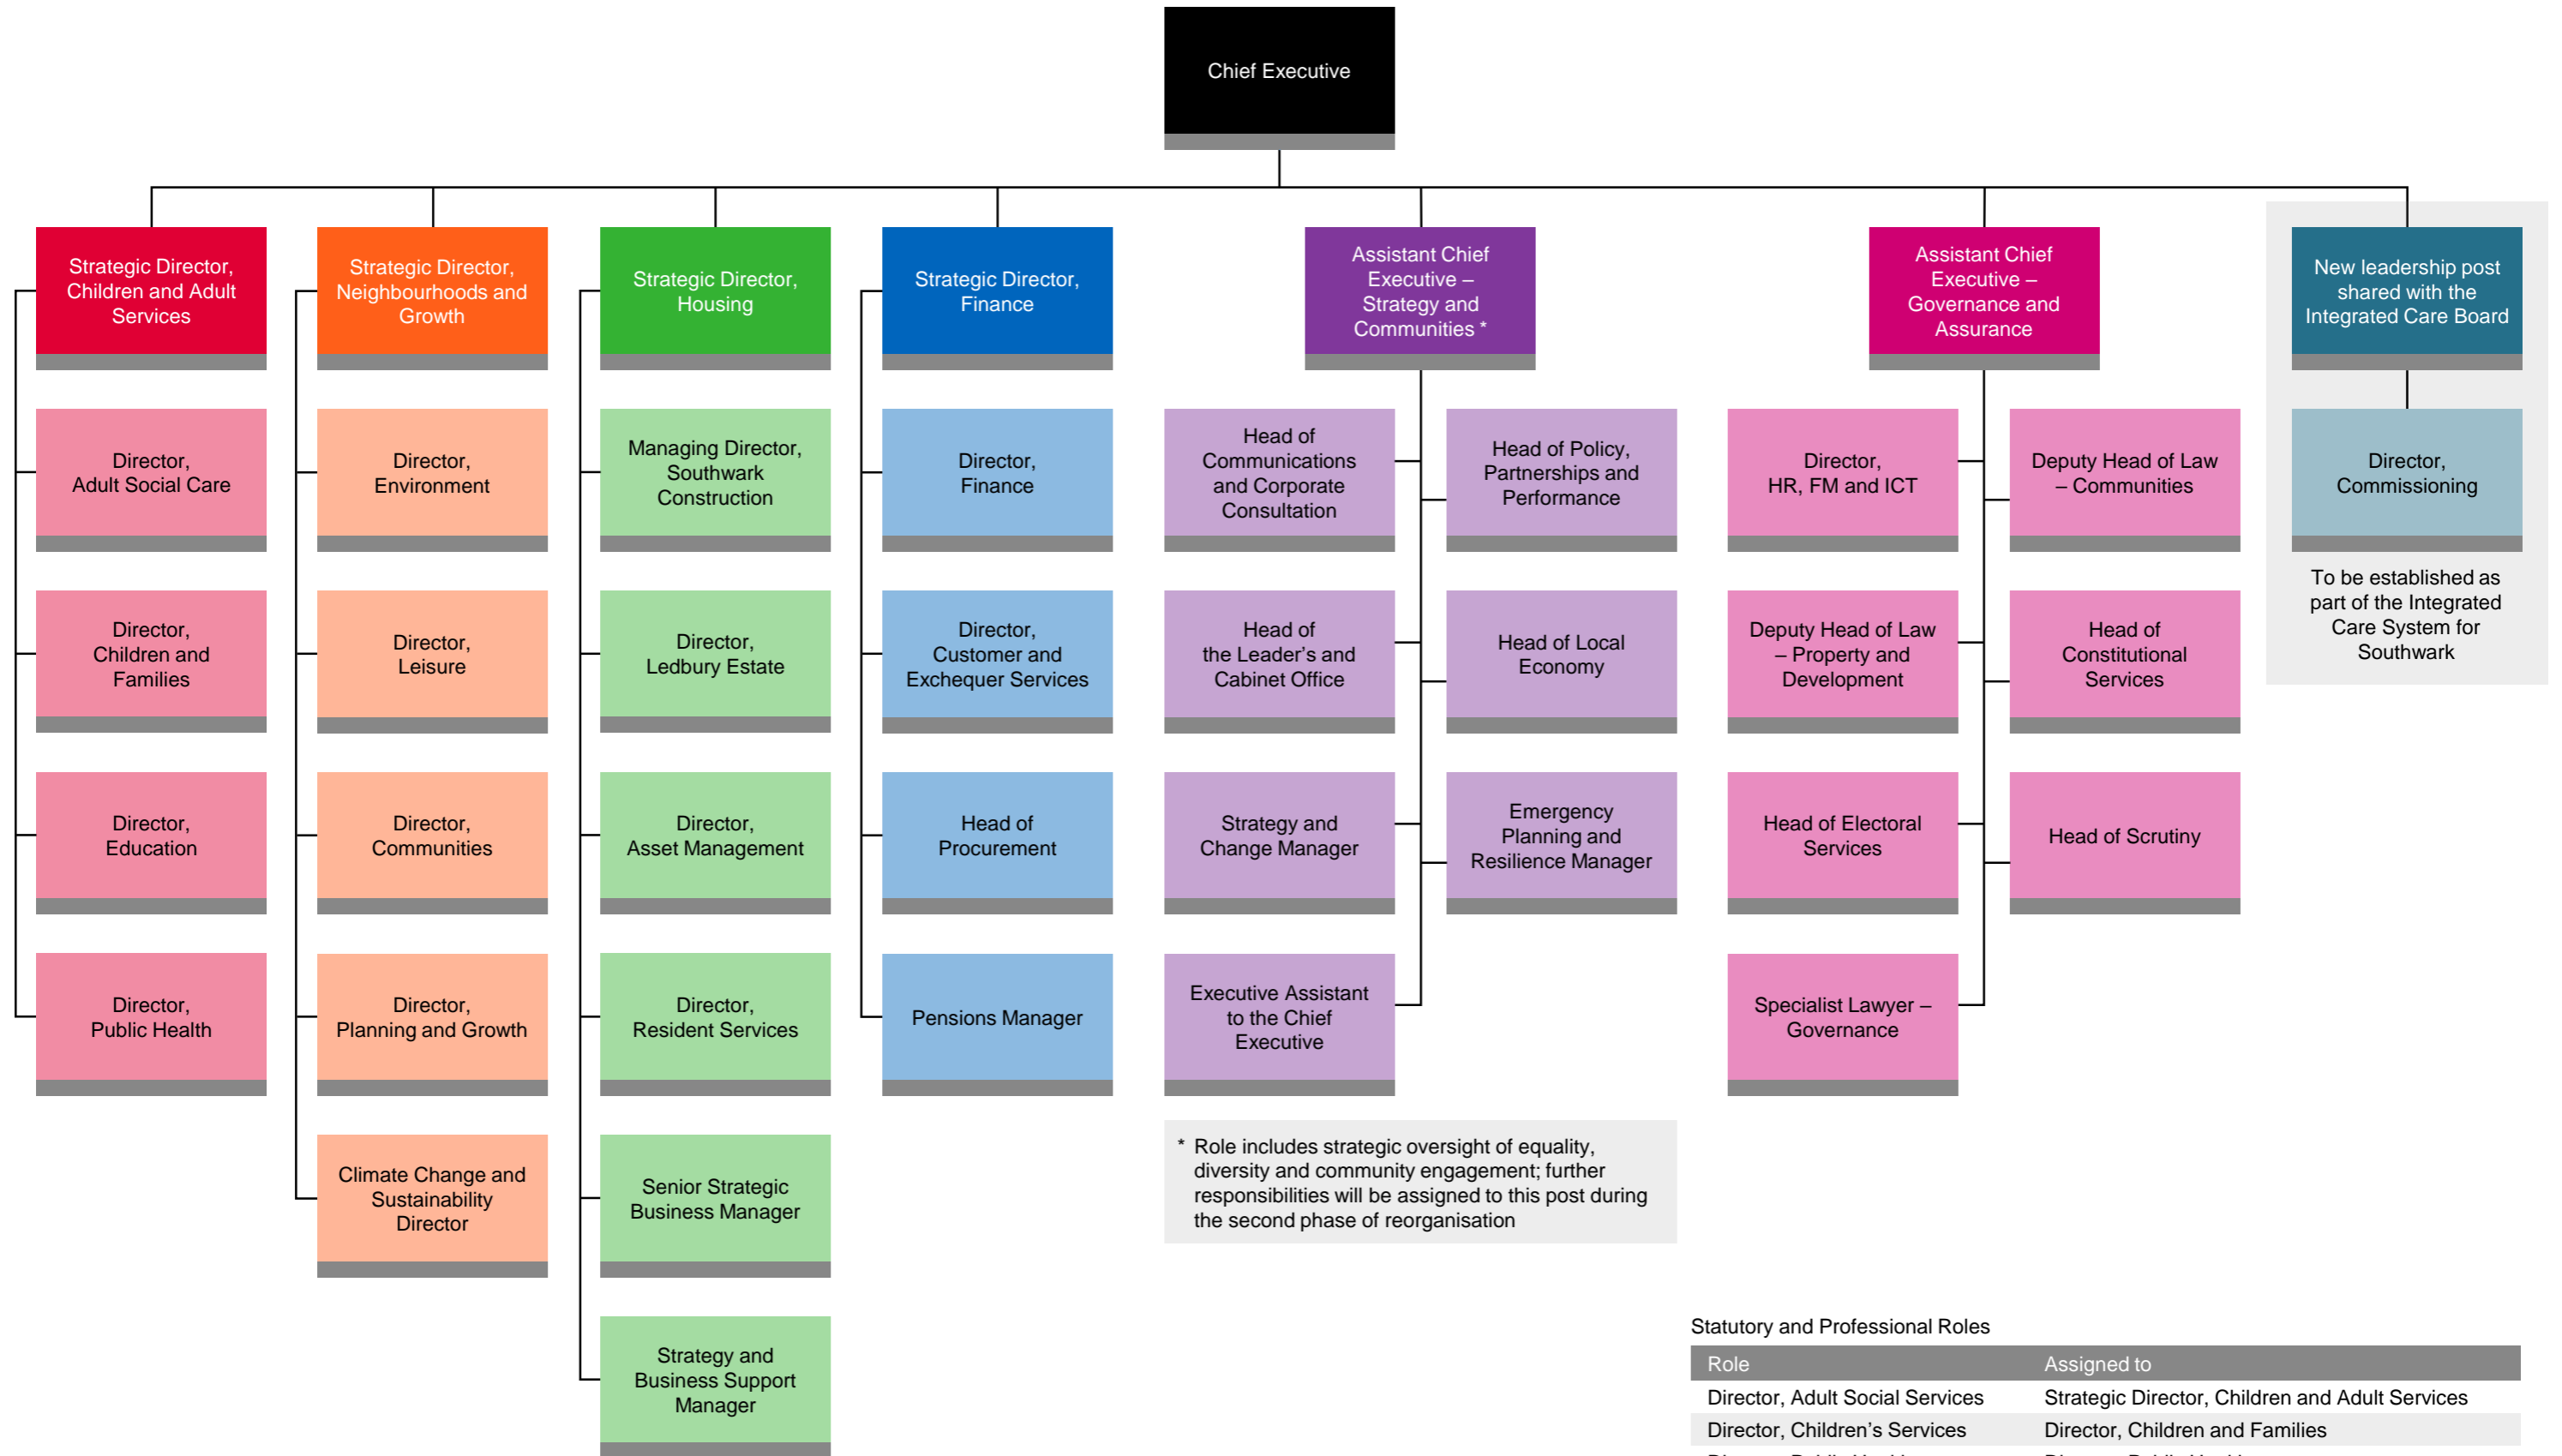 Chief Executive
Strategic Director,
Children and Adult
Services
Strategic Director,
Neighbourhoods and
Growth
Strategic Director,
Housing
Strategic Director,
Finance
Assistant Chief
Executive –
Strategy and
Communities *
Assistant Chief
Executive –
Governance and
Assurance
New leadership post
shared with the
Integrated Care Board
Director,
Adult Social Care
Director,
Environment
Managing Director,
Southwark
Construction
Director,
Finance
Head of
Communications
and Corporate
Consultation
Head of Policy,
Partnerships and
Performance
Director,
HR, FM and ICT
Deputy Head of Law
– Communities
Director,
Commissioning
Director,
Children and
Families
Director,
Leisure
Director,
Ledbury Estate
Director,
Customer and
Exchequer Services
Head of
the Leader’s and
Cabinet Office
Head of Local
Economy
Deputy Head of Law
– Property and
Development
Head of
Constitutional
Services
To be established as
part of the Integrated
Care System for
Southwark
Director,
Education
Director,
Communities
Director,
Asset Management
Head of
Procurement
Strategy and
Change Manager
Emergency
Planning and
Resilience Manager
Head of Electoral
Services
Head of Scrutiny
Director,
Public Health
Director,
Planning and Growth
Director,
Resident Services
Pensions Manager
Executive Assistant
to the Chief
Executive
Specialist Lawyer –
Governance
Climate Change and
Sustainability
Director
Senior Strategic
Business Manager
* Role includes strategic oversight of equality,
diversity and community engagement; further
responsibilities will be assigned to this post during
the second phase of reorganisation
Strategy and
Business Support
Manager
Statutory and Professional Roles
Role Assigned to
Director, Adult Social Services Strategic Director, Children and Adult Services
Director, Children’s Services Director, Children and Families